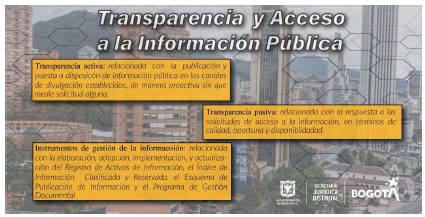 Transparencia y Acceso
a la Información Pública
Transparencia activa: relacionada con la publicación y
puesta a disposición de información pública en los canales
de divulgación establecidos, de manera proactiva sin que
medie solicitud alguna.
Transparencia pasiva: relacionada con la respuesta a las
solicitudes de acceso a la información, en términos de
calidad, oportuna y disponibilidadad.
Instrumentos de gestión de la información: relacionada
con la elaboración, adopción, implementación, y actualiza-
ción del Registro de Activos de Información, el Índice de
Información Clasificada y Reservada, el Esquema de
Publicación de Información y el Programa de Gestión
Documental.
SECRETARÍA
JURÍDICA
DISTRITAL
BOGOTÁ